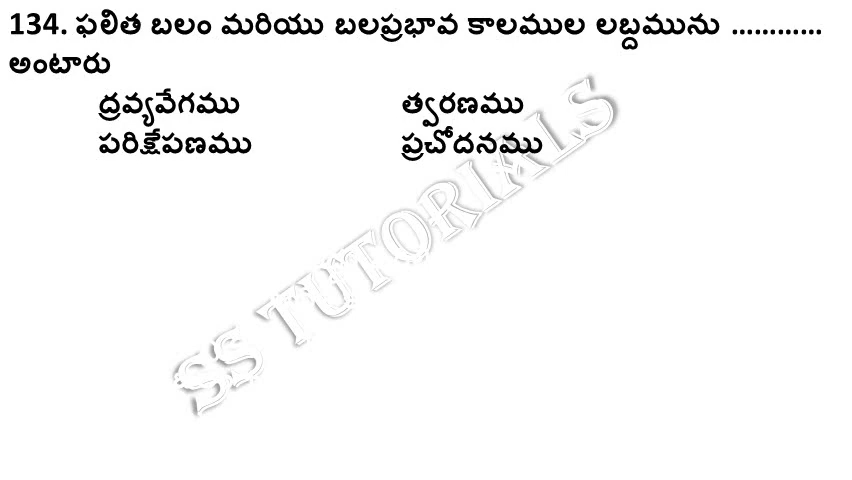 134. ఫలిత బలం మరియు బలప్రభావ కాలముల లబ్దమును ............
అంటారు
ద్రవ్యవేగము త్వరణము
పరిక్షేపణము ప్రచోదనము
SS TUTORIALS